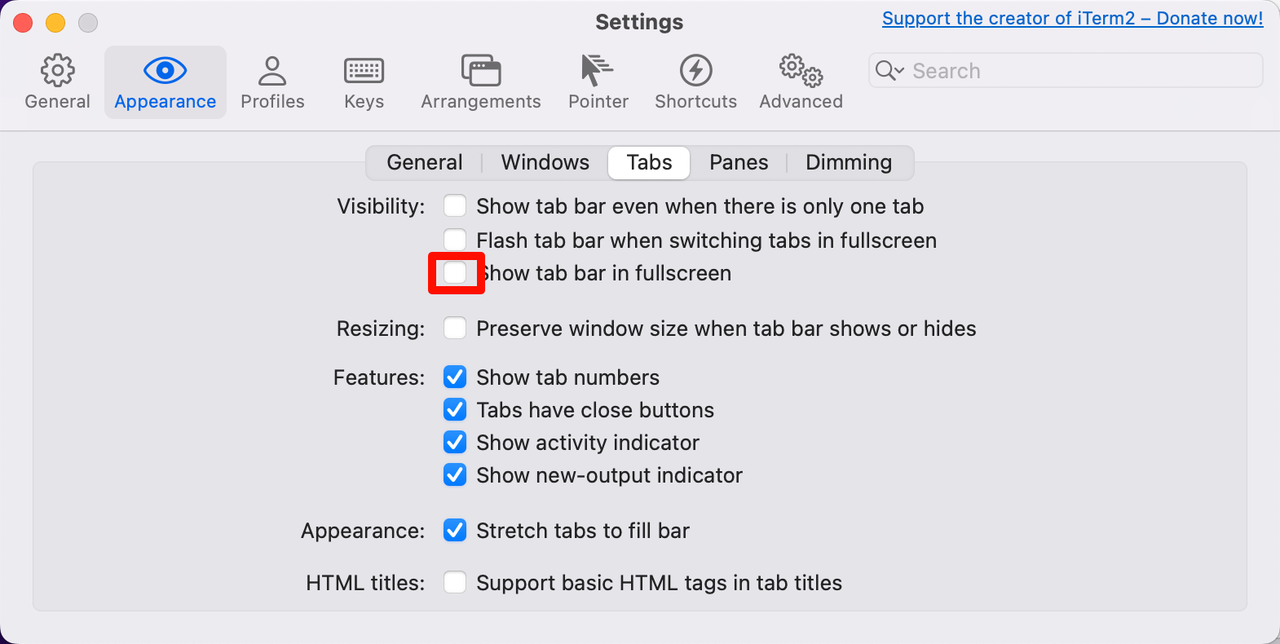 Settings
Support the creator of iTerm2 – Donate now!
General Appearance Profiles Keys Arrangements Pointer Shortcuts Advanced
Search
General Windows Tabs Panes Dimming
Visibility: Show tab bar even when there is only one tab
Flash tab bar when switching tabs in fullscreen
Show tab bar in fullscreen
Resizing: Preserve window size when tab bar shows or hides
Features: Show tab numbers
Tabs have close buttons
Show activity indicator
Show new-output indicator
Appearance: Stretch tabs to fill bar
HTML titles: Support basic HTML tags in tab titles